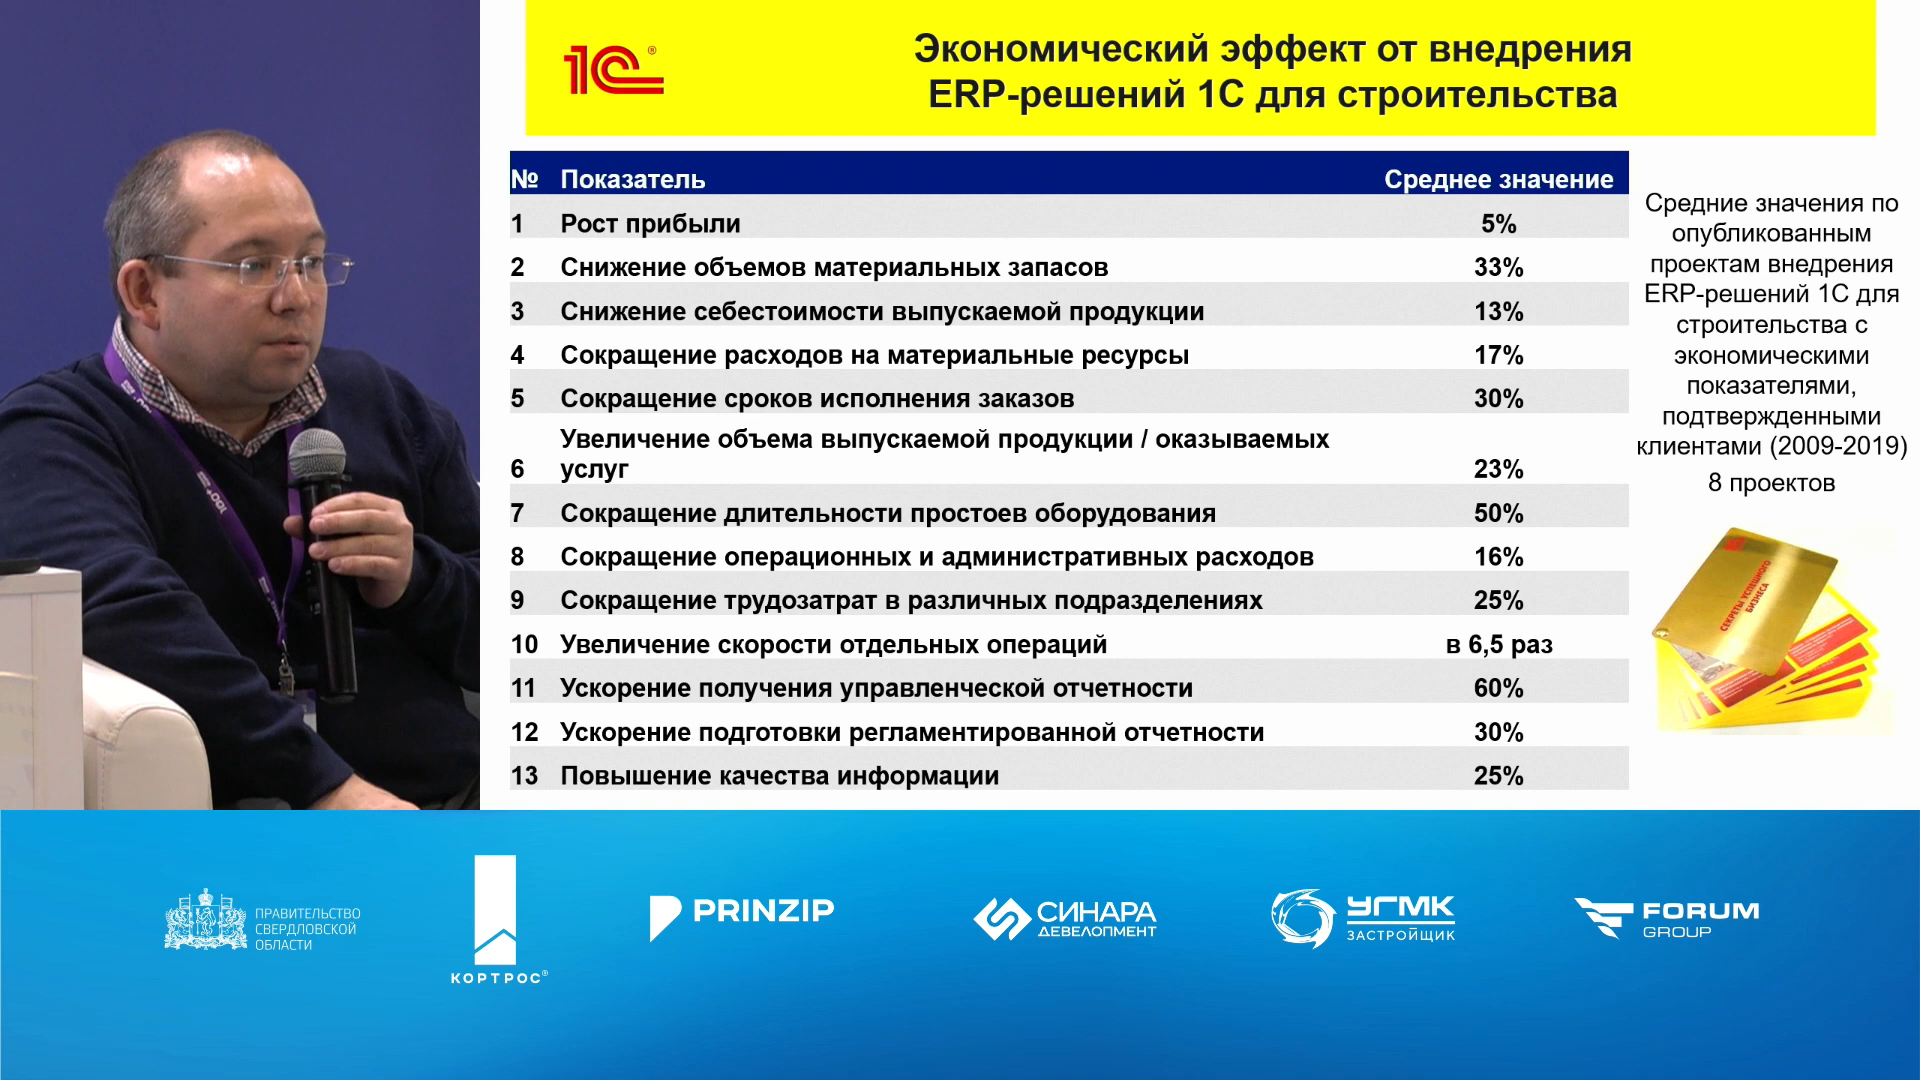 1С®
Экономический эффект от внедрения
ERP-решений 1С для строительства
№ Показатель Среднее значение
1 Рост прибыли 5%
2 Снижение объемов материальных запасов 33%
3 Снижение себестоимости выпускаемой продукции 13%
4 Сокращение расходов на материальные ресурсы 17%
5 Сокращение сроков исполнения заказов 30%
6 Увеличение объема выпускаемой продукции / оказываемых
услуг 23%
7 Сокращение длительности простоев оборудования 50%
8 Сокращение операционных и административных расходов 16%
9 Сокращение трудозатрат в различных подразделениях 25%
10 Увеличение скорости отдельных операций в 6,5 раз
11 Ускорение получения управленческой отчетности 60%
12 Ускорение подготовки регламентированной отчетности 30%
13 Повышение качества информации 25%
Средние значения по
опубликованным
проектам внедрения
ERP-решений 1С для
строительства с
экономическими
показателями,
подтвержденными
клиентами (2009-2019)
8 проектов
СЕКРЕТЫ УСПЕШНОГО
БИЗНЕСА
100+
ПРАВИТЕЛЬСТВО
СВЕРДЛОВСКОЙ
ОБЛАСТИ
КОРТРОС®
PRINZIP
СИНАРА
ДЕВЕЛОПМЕНТ
УГМК
ЗАСТРОЙЩИК
FORUM
GROUP